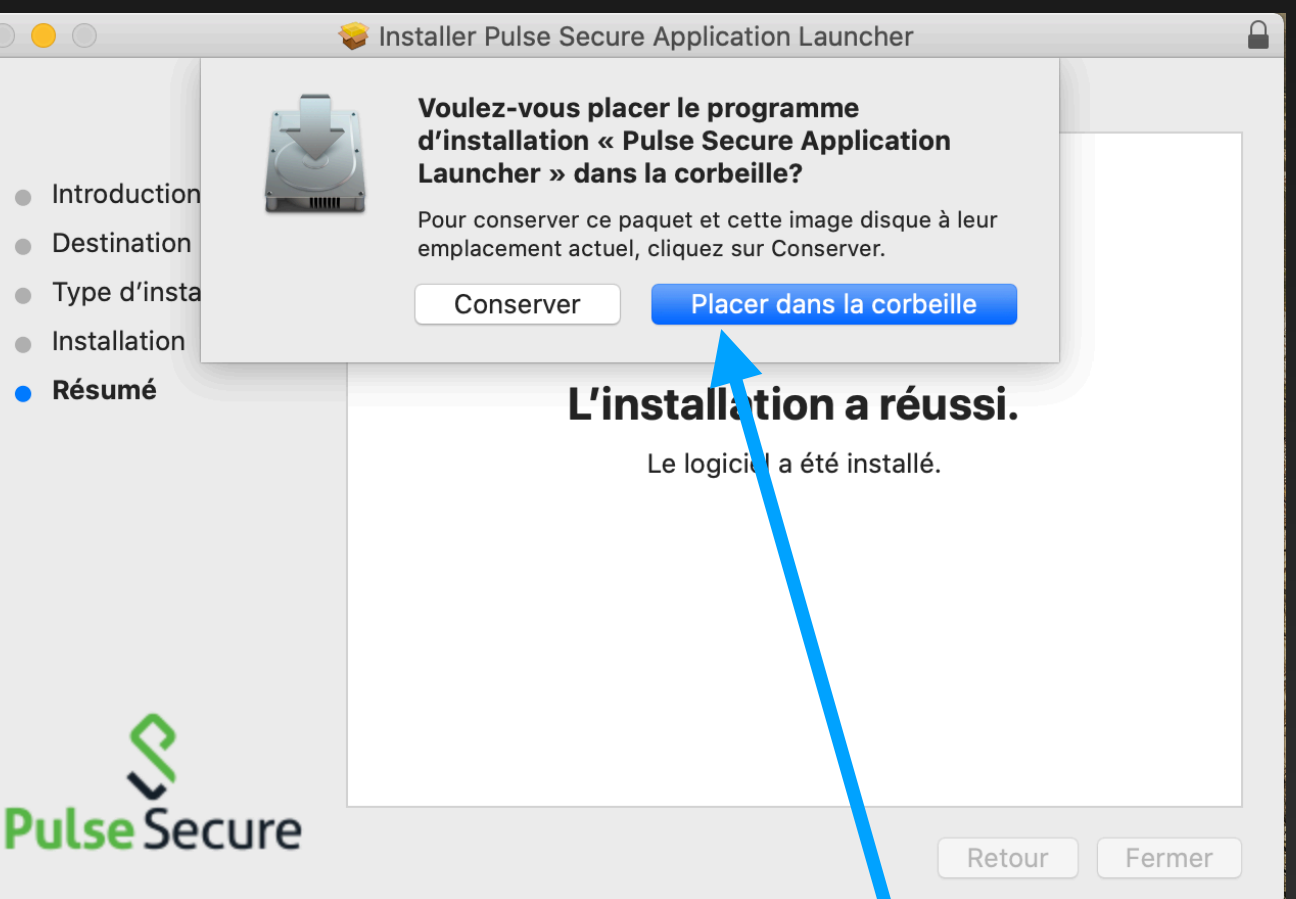 Installer Pulse Secure Application Launcher
Voulez-vous placer le programme
d’installation « Pulse Secure Application
Launcher » dans la corbeille?
Pour conserver ce paquet et cette image disque à leur
emplacement actuel, cliquez sur Conserver.
Conserver
Placer dans la corbeille
Introduction
Destination
Type d’insta
Installation
Résumé
L’installation a réussi.
Le logiciel a été installé.
Pulse Secure
Retour
Fermer